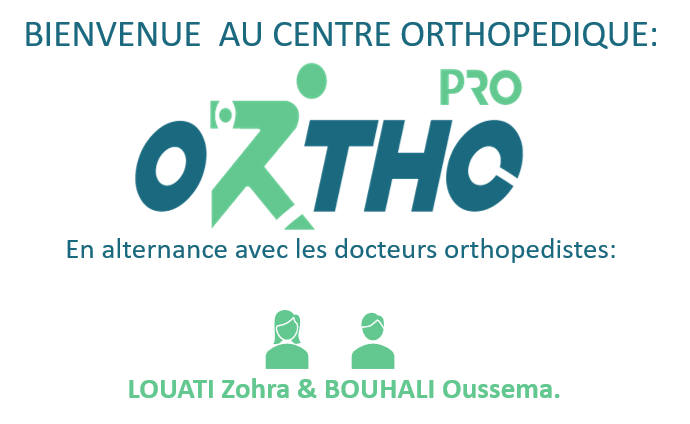 BIENVENUE AU CENTRE ORTHOPEDIQUE:
PRO
ORTHO
En alternance avec les docteurs orthopedistes:
LOUATI Zohra & BOUHALI Oussema.